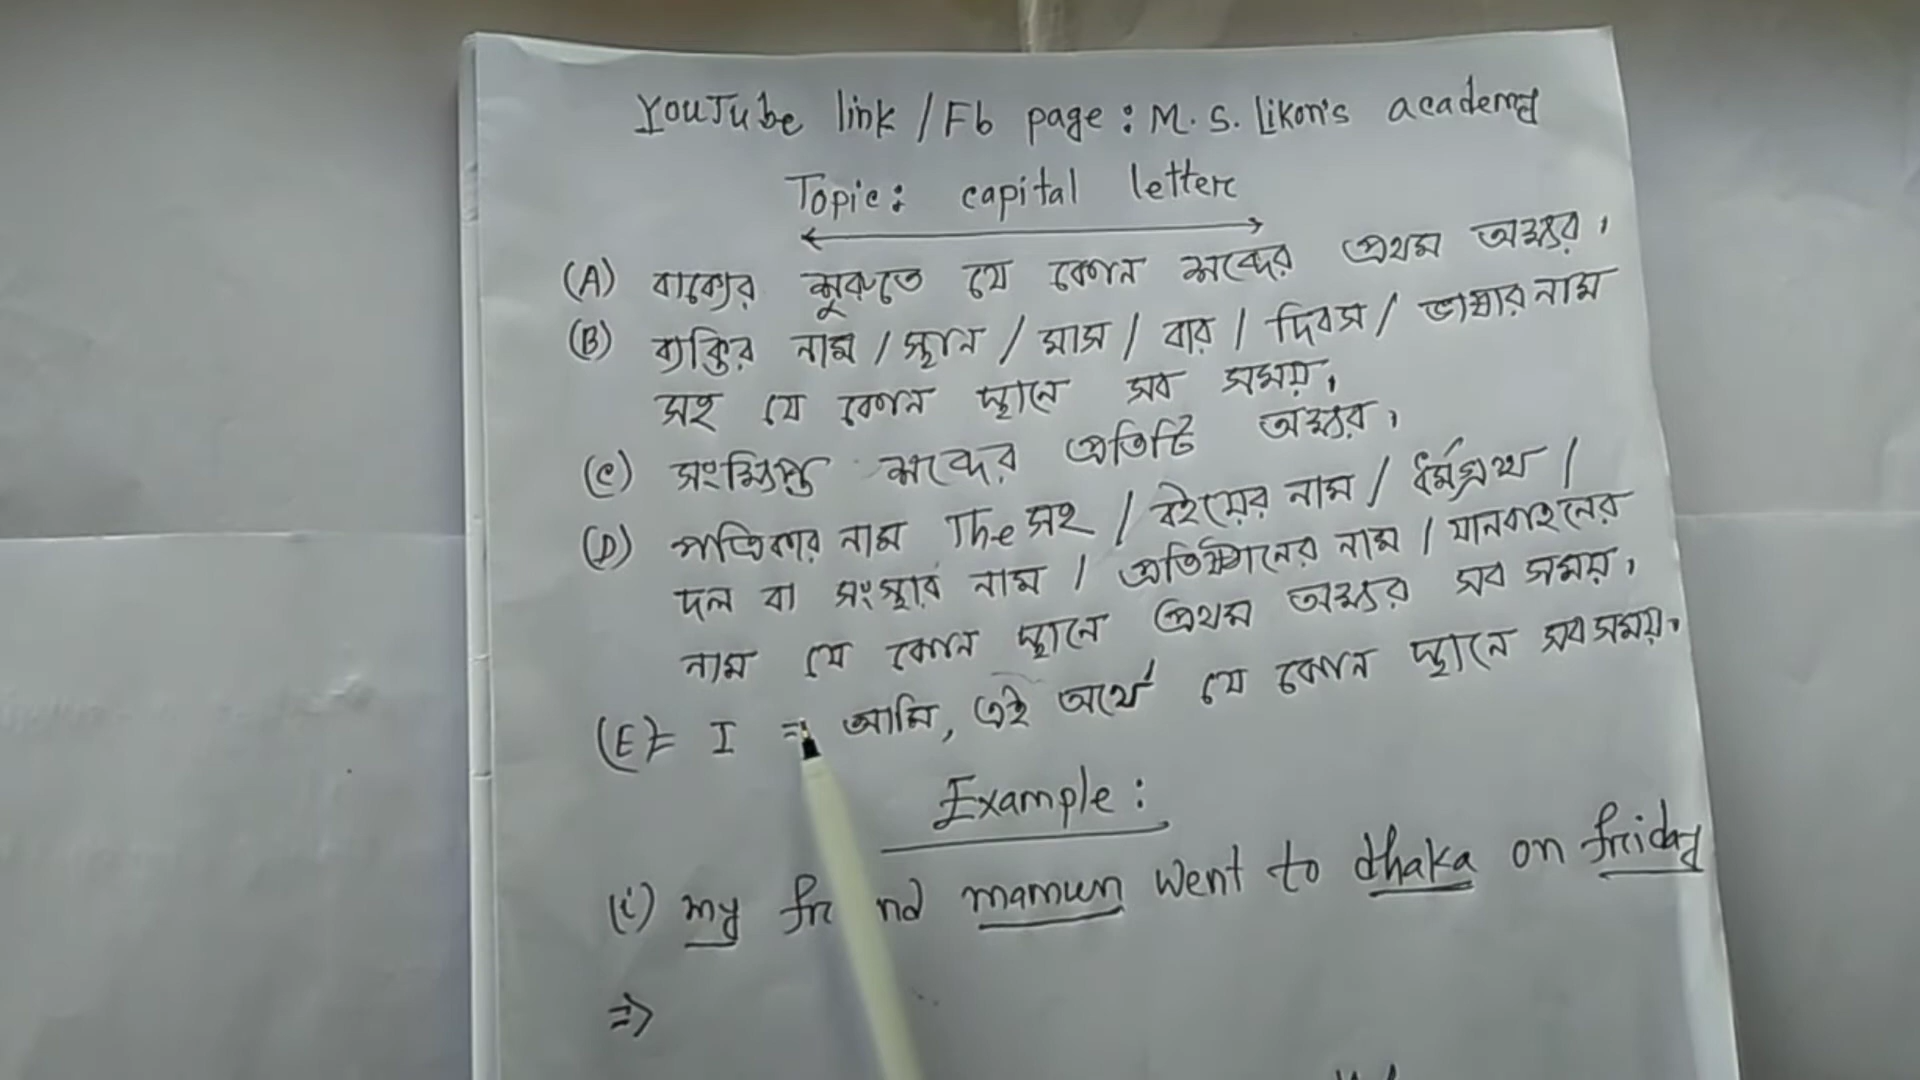 YouTube link / Fb page : M. S. Likon's academy
Topic : capital letter
(A) বাক্যের শুরুতে যে কোন শব্দের প্রথম অক্ষর ।
(B) ব্যক্তির নাম / স্থান / মাস / বার / দিবস / ভাষার নাম
সহ যে কোন স্থানে সব সময় ।
(C) সংক্ষিপ্ত শব্দের প্রতিটি অক্ষর ।
(D) পত্রিকার নাম The সহ / বইয়ের নাম / ধর্মগ্রন্থ /
দল বা সংস্থার নাম / প্রতিষ্ঠানের নাম / যানবাহনের
নাম যে কোন স্থানে প্রথম অক্ষর সব সময় ।
(E) = I => আমি, এই অর্থে যে কোন স্থানে সব সময় ।
Example :
(i) my mamun went to dhaka on friday
=>